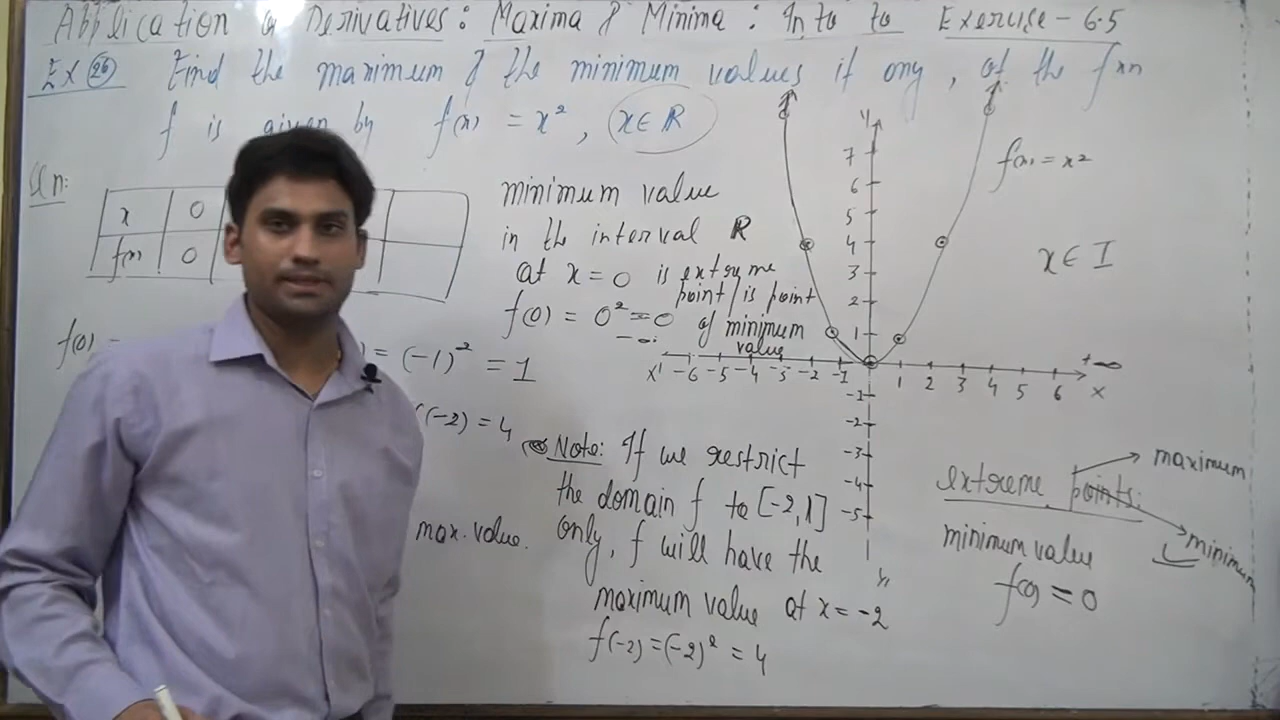 Application of Derivatives: Maxima & Minima: Into to Exercise - 6.5
EX 26 Find the maximum & the minimum values if any, of the fxn
f is given by f(x) = x², x∈R
Sln:
x 0
f(x) 0
f(0) =
= (-1)² = 1
f(-2) = 4
max. value.
minimum value
in the interval R
at x = 0 is extreme
point/is point
f(0) = 0² = 0 of minimum
value
Note: If we restrict
the domain f to [-2,1]
only, f will have the
maximum value at x = -2
f(-2) = (-2)² = 4
Y
7
6
5
4
3
2
1
X' -6 -5 -4 -3 -2 -1 1 2 3 4 5 6 X
+∞
-1
-2
-3
-4
-5
Y'
f(x) = x²
x ∈ I
extreme points:
maximum
minimum
minimum value
f(0) = 0